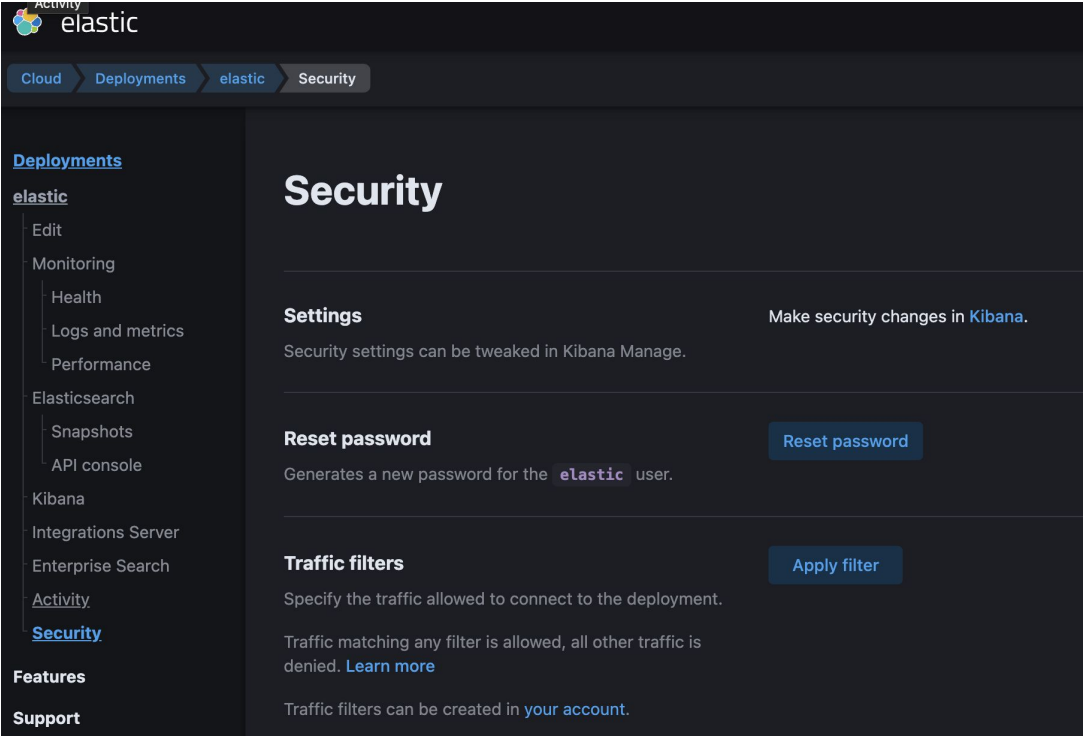 Activity
elastic
Cloud
Deployments
elastic
Security
Deployments
elastic
Edit
Monitoring
Health
Logs and metrics
Performance
Elasticsearch
Snapshots
API console
Kibana
Integrations Server
Enterprise Search
Activity
Security
Features
Support
Security
Settings
Security settings can be tweaked in Kibana Manage.
Make security changes in Kibana.
Reset password
Generates a new password for the elastic user.
Reset password
Traffic filters
Specify the traffic allowed to connect to the deployment.
Traffic matching any filter is allowed, all other traffic is
denied. Learn more
Traffic filters can be created in your account.
Apply filter